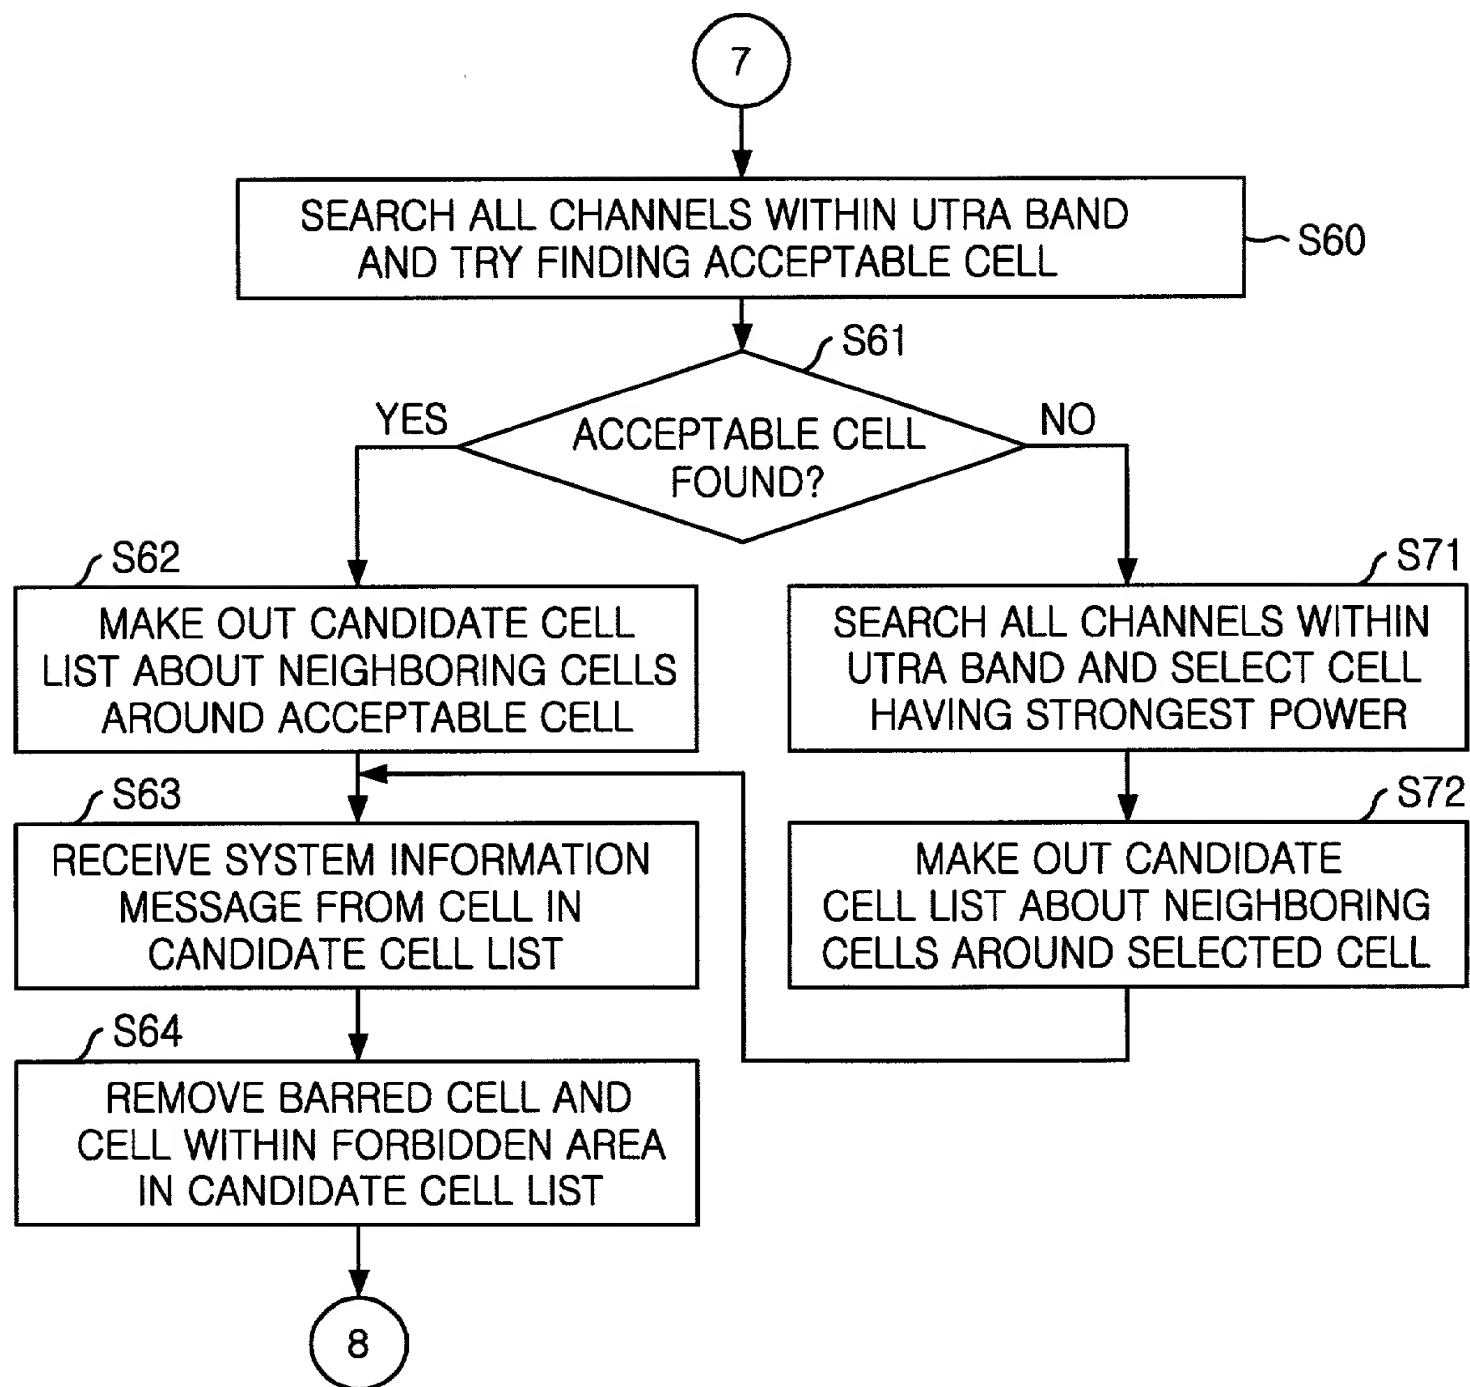 7
SEARCH ALL CHANNELS WITHIN UTRA BAND
AND TRY FINDING ACCEPTABLE CELL
S60
S61
YES
ACCEPTABLE CELL
FOUND?
NO
S62
MAKE OUT CANDIDATE CELL
LIST ABOUT NEIGHBORING CELLS
AROUND ACCEPTABLE CELL
S71
SEARCH ALL CHANNELS WITHIN
UTRA BAND AND SELECT CELL
HAVING STRONGEST POWER
S63
RECEIVE SYSTEM INFORMATION
MESSAGE FROM CELL IN
CANDIDATE CELL LIST
S72
MAKE OUT CANDIDATE
CELL LIST ABOUT NEIGHBORING
CELLS AROUND SELECTED CELL
S64
REMOVE BARRED CELL AND
CELL WITHIN FORBIDDEN AREA
IN CANDIDATE CELL LIST
8